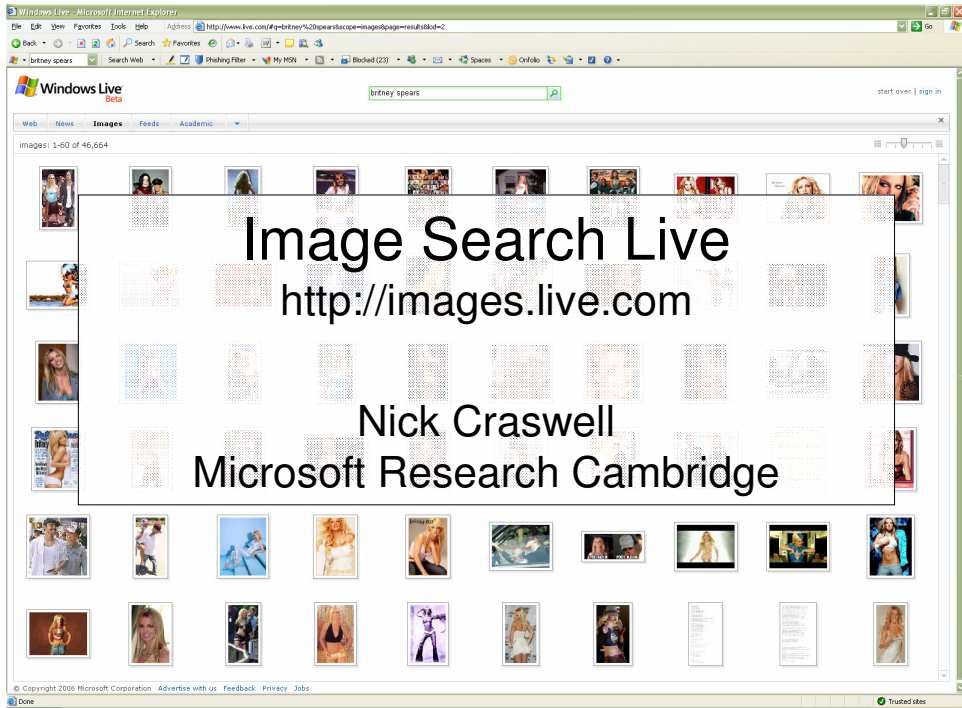 Windows Live - Microsoft Internet Explorer
File Edit View Favorites Tools Help Address http://www.live.com/#q=britney%20spears&scope=images&page=results&lod=2 Go
Back Search Favorites
britney spears Search Web Phishing Filter My MSN Blocked (23) Spaces Onfolio
Windows Live
Beta
britney spears
start over | sign in
Web News Images Feeds Academic
images: 1-60 of 46,664
Image Search Live
http://images.live.com
Nick Craswell
Microsoft Research Cambridge
© Copyright 2006 Microsoft Corporation Advertise with us Feedback Privacy Jobs
Done
Trusted sites